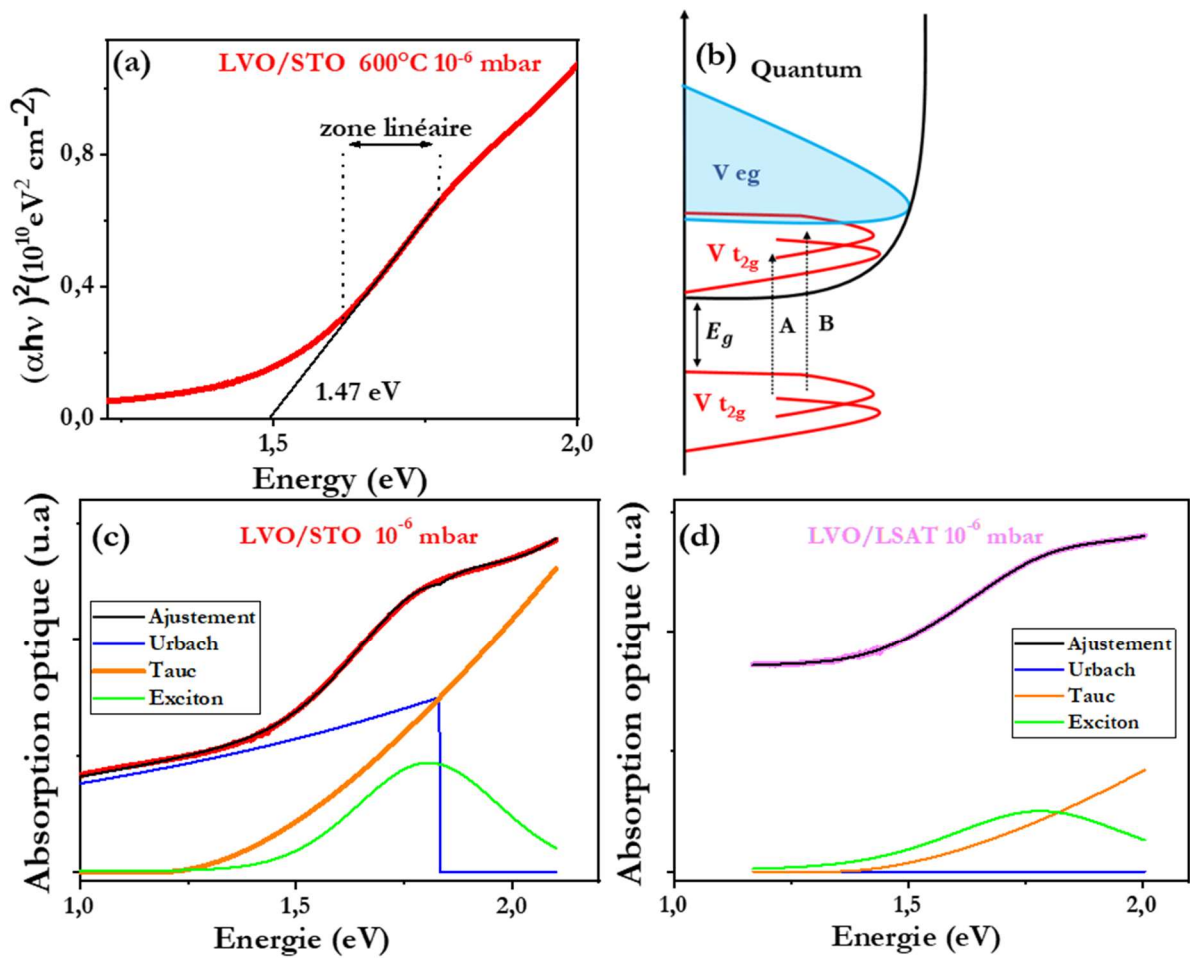 (a)
LVO/STO 600°C 10⁻⁶ mbar
zone linéaire
1.47 eV
(αhν )²(10¹⁰ eV² cm⁻²)
0,8
0,4
0,0
1,5
2,0
Energy (eV)
(b)
Quantum
V eg
V t₂g
E_g
A
B
V t₂g
(c)
LVO/STO 10⁻⁶ mbar
Ajustement
Urbach
Tauc
Exciton
Absorption optique (u.a)
1,0
1,5
2,0
Energie (eV)
(d)
LVO/LSAT 10⁻⁶ mbar
Ajustement
Urbach
Tauc
Exciton
Absorption optique (u.a)
1,0
1,5
2,0
Energie (eV)